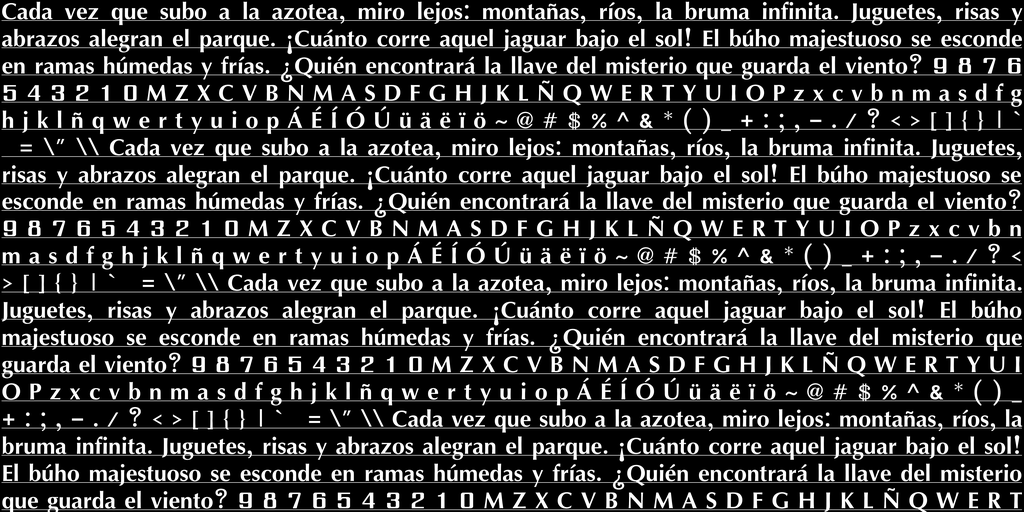 Cada vez que subo a la azotea, miro lejos: montañas, ríos, la bruma infinita. Juguetes, risas y
abrazos alegran el parque. ¡Cuánto corre aquel jaguar bajo el sol! El búho majestuoso se esconde
en ramas húmedas y frías. ¿Quién encontrará la llave del misterio que guarda el viento? 9 8 7 6
5 4 3 2 1 0 M Z X C V B N M A S D F G H J K L Ñ Q W E R T Y U I O P z x c v b n m a s d f g
h j k l ñ q w e r t y u i o p Á É Í Ó Ú ü ä ë ï ö ~ @ # $ % ^ & * ( ) _ + : ; , - . / ? < > [ ] { } | `
_ = \" \\ Cada vez que subo a la azotea, miro lejos: montañas, ríos, la bruma infinita. Juguetes,
risas y abrazos alegran el parque. ¡Cuánto corre aquel jaguar bajo el sol! El búho majestuoso se
esconde en ramas húmedas y frías. ¿Quién encontrará la llave del misterio que guarda el viento?
9 8 7 6 5 4 3 2 1 0 M Z X C V B N M A S D F G H J K L Ñ Q W E R T Y U I O P z x c v b n
m a s d f g h j k l ñ q w e r t y u i o p Á É Í Ó Ú ü ä ë ï ö ~ @ # $ % ^ & * ( ) _ + : ; , - . / ? <
> [ ] { } | ` = \" \\ Cada vez que subo a la azotea, miro lejos: montañas, ríos, la bruma infinita.
Juguetes, risas y abrazos alegran el parque. ¡Cuánto corre aquel jaguar bajo el sol! El búho
majestuoso se esconde en ramas húmedas y frías. ¿Quién encontrará la llave del misterio que
guarda el viento? 9 8 7 6 5 4 3 2 1 0 M Z X C V B N M A S D F G H J K L Ñ Q W E R T Y U I
O P z x c v b n m a s d f g h j k l ñ q w e r t y u i o p Á É Í Ó Ú ü ä ë ï ö ~ @ # $ % ^ & * ( ) _
+ : ; , - . / ? < > [ ] { } | ` = \" \\ Cada vez que subo a la azotea, miro lejos: montañas, ríos, la
bruma infinita. Juguetes, risas y abrazos alegran el parque. ¡Cuánto corre aquel jaguar bajo el sol!
El búho majestuoso se esconde en ramas húmedas y frías. ¿Quién encontrará la llave del misterio
que guarda el viento? 9 8 7 6 5 4 3 2 1 0 M Z X C V B N M A S D F G H J K L Ñ Q W E R T